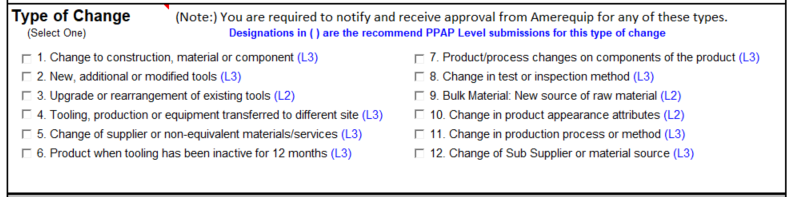 Type of Change (Note:) You are required to notify and receive approval from Amerequip for any of these types.
(Select One) Designations in ( ) are the recommend PPAP Level submissions for this type of change
1. Change to construction, material or component (L3)
2. New, additional or modified tools (L3)
3. Upgrade or rearrangement of existing tools (L2)
4. Tooling, production or equipment transferred to different site (L3)
5. Change of supplier or non-equivalent materials/services (L3)
6. Product when tooling has been inactive for 12 months (L3)
7. Product/process changes on components of the product (L3)
8. Change in test or inspection method (L3)
9. Bulk Material: New source of raw material (L2)
10. Change in product appearance attributes (L2)
11. Change in production process or method (L3)
12. Change of Sub Supplier or material source (L3)